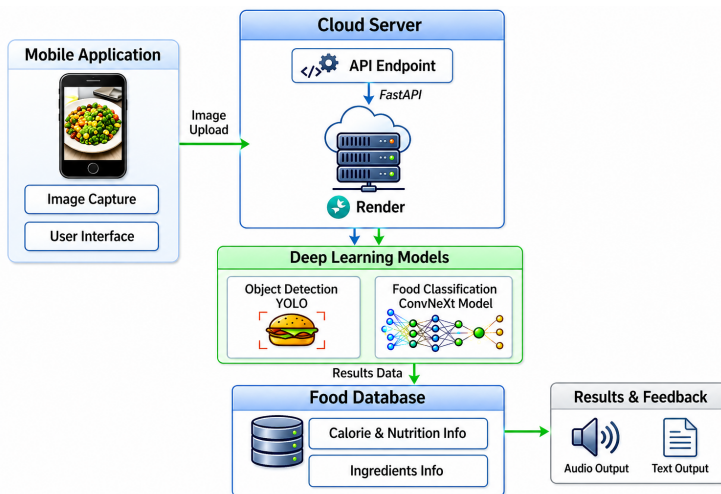 Cloud Server
Mobile Application
</> API Endpoint
FastAPI
Image
Upload
Image Capture
User Interface
Render
Deep Learning Models
Object Detection
YOLO
Food Classification
ConvNeXt Model
Results Data
Food Database
Calorie & Nutrition Info
Ingredients Info
Results & Feedback
Audio Output
Text Output